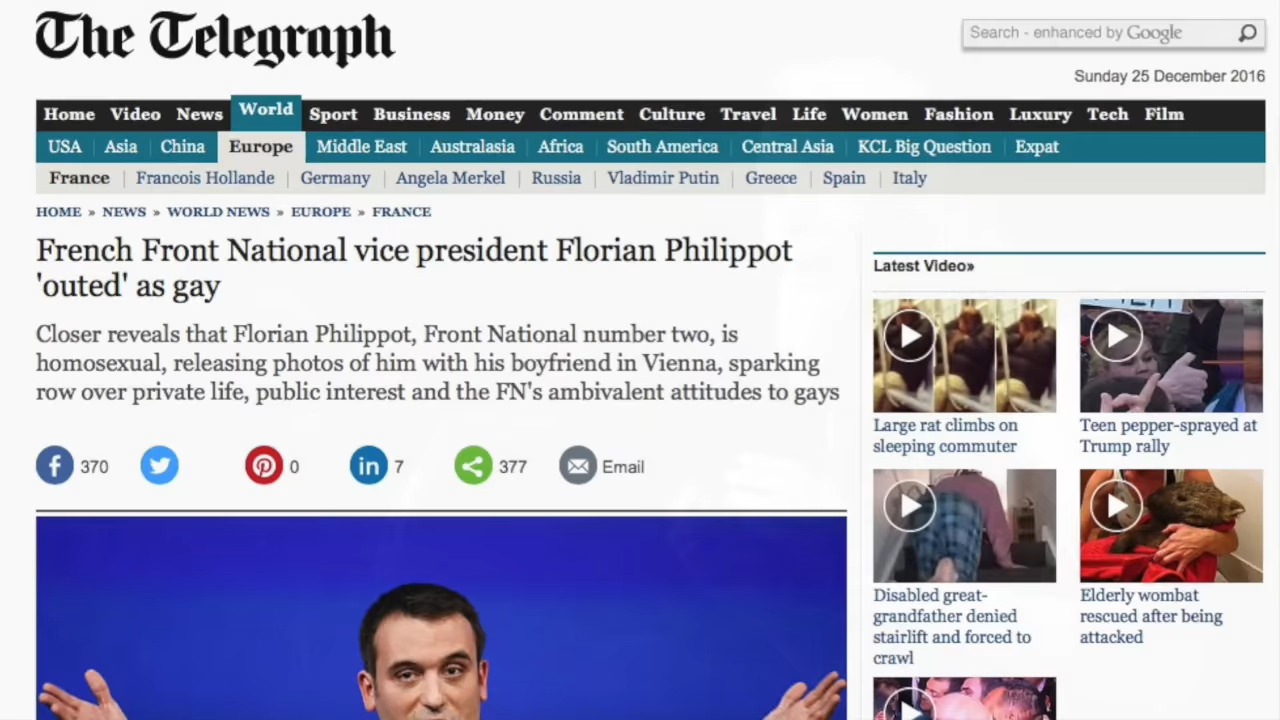 The Telegraph
Search - enhanced by Google
Sunday 25 December 2016
Home Video News World Sport Business Money Comment Culture Travel Life Women Fashion Luxury Tech Film
USA Asia China Europe Middle East Australasia Africa South America Central Asia KCL Big Question Expat
France Francois Hollande Germany Angela Merkel Russia Vladimir Putin Greece Spain Italy
HOME » NEWS » WORLD NEWS » EUROPE » FRANCE
French Front National vice president Florian Philippot
'outed' as gay
Closer reveals that Florian Philippot, Front National number two, is
homosexual, releasing photos of him with his boyfriend in Vienna, sparking
row over private life, public interest and the FN's ambivalent attitudes to gays
370 0 in 7 377 Email
Latest Video»
Large rat climbs on
sleeping commuter
Teen pepper-sprayed at
Trump rally
Disabled great-
grandfather denied
stairlift and forced to
crawl
Elderly wombat
rescued after being
attacked